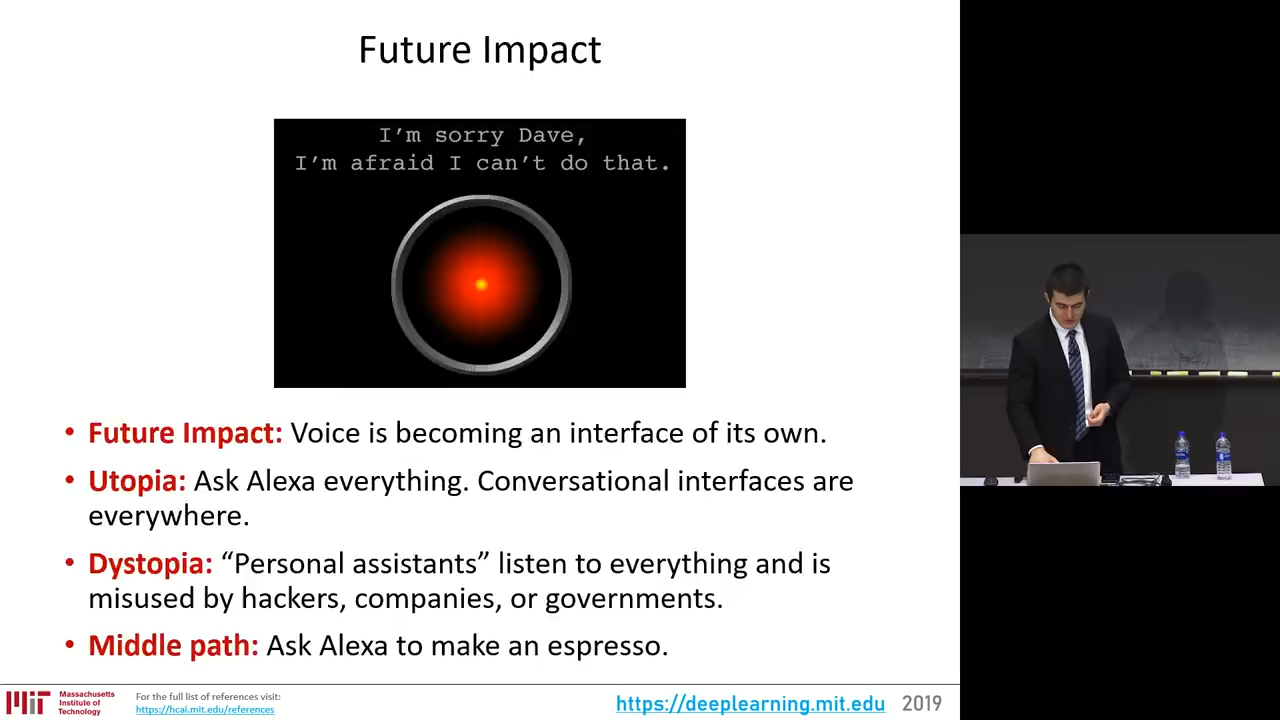 Future Impact
I'm sorry Dave,
I'm afraid I can't do that.
• Future Impact: Voice is becoming an interface of its own.
• Utopia: Ask Alexa everything. Conversational interfaces are
everywhere.
• Dystopia: “Personal assistants” listen to everything and is
misused by hackers, companies, or governments.
• Middle path: Ask Alexa to make an espresso.
Massachusetts
Institute of
Technology
For the full list of references visit:
https://hcai.mit.edu/references
https://deeplearning.mit.edu 2019